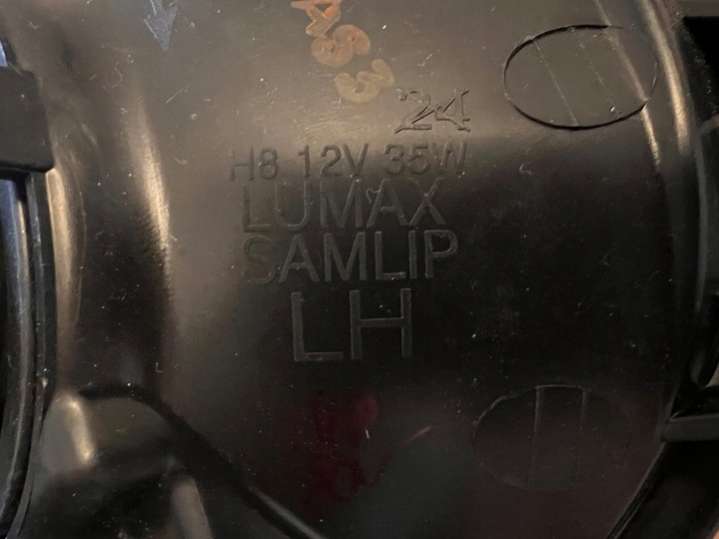 24
H8 12V 35W
LUMAX
SAMLIP
LH